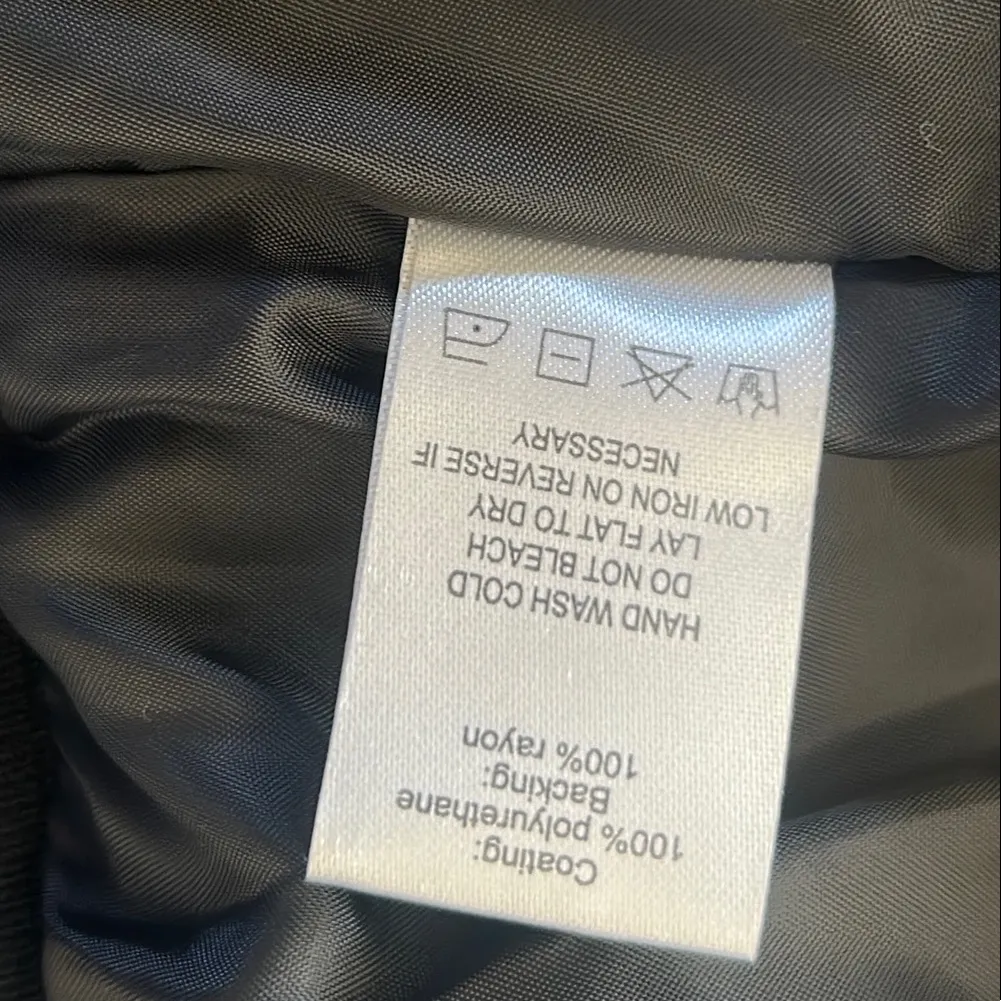 Coating:
100% polyurethane
Backing:
100% rayon
HAND WASH COLD
DO NOT BLEACH
LAY FLAT TO DRY
LOW IRON ON REVERSE IF
NECESSARY